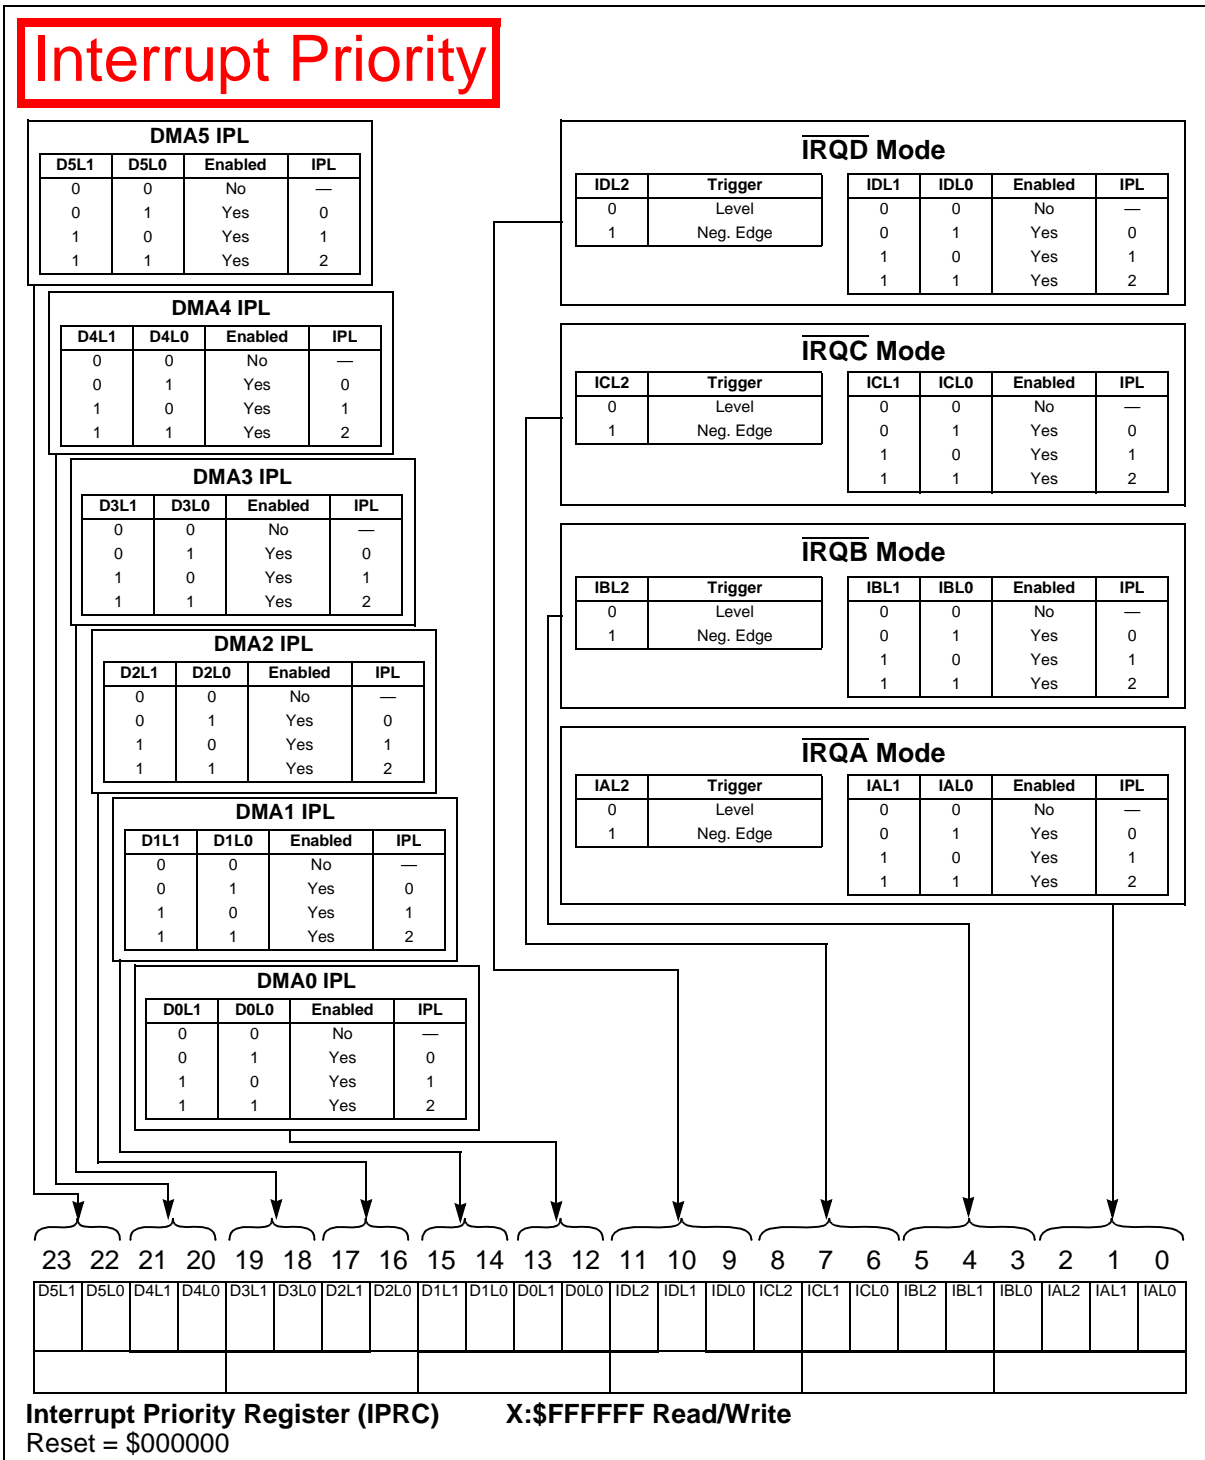 Interrupt Priority
DMA5 IPL
D5L1 D5L0 Enabled IPL
0 0 No —
0 1 Yes 0
1 0 Yes 1
1 1 Yes 2
DMA4 IPL
D4L1 D4L0 Enabled IPL
0 0 No —
0 1 Yes 0
1 0 Yes 1
1 1 Yes 2
DMA3 IPL
D3L1 D3L0 Enabled IPL
0 0 No —
0 1 Yes 0
1 0 Yes 1
1 1 Yes 2
DMA2 IPL
D2L1 D2L0 Enabled IPL
0 0 No —
0 1 Yes 0
1 0 Yes 1
1 1 Yes 2
DMA1 IPL
D1L1 D1L0 Enabled IPL
0 0 No —
0 1 Yes 0
1 0 Yes 1
1 1 Yes 2
DMA0 IPL
D0L1 D0L0 Enabled IPL
0 0 No —
0 1 Yes 0
1 0 Yes 1
1 1 Yes 2
IRQD Mode
IDL2 Trigger IDL1 IDL0 Enabled IPL
0 Level 0 0 No —
1 Neg. Edge 0 1 Yes 0
1 0 Yes 1
1 1 Yes 2
IRQC Mode
ICL2 Trigger ICL1 ICL0 Enabled IPL
0 Level 0 0 No —
1 Neg. Edge 0 1 Yes 0
1 0 Yes 1
1 1 Yes 2
IRQB Mode
IBL2 Trigger IBL1 IBL0 Enabled IPL
0 Level 0 0 No —
1 Neg. Edge 0 1 Yes 0
1 0 Yes 1
1 1 Yes 2
IRQA Mode
IAL2 Trigger IAL1 IAL0 Enabled IPL
0 Level 0 0 No —
1 Neg. Edge 0 1 Yes 0
1 0 Yes 1
1 1 Yes 2
23 22 21 20 19 18 17 16 15 14 13 12 11 10 9 8 7 6 5 4 3 2 1 0
D5L1 D5L0 D4L1 D4L0 D3L1 D3L0 D2L1 D2L0 D1L1 D1L0 D0L1 D0L0 IDL2 IDL1 IDL0 ICL2 ICL1 ICL0 IBL2 IBL1 IBL0 IAL2 IAL1 IAL0
Interrupt Priority Register (IPRC) X:$FFFFFF Read/Write
Reset = $000000